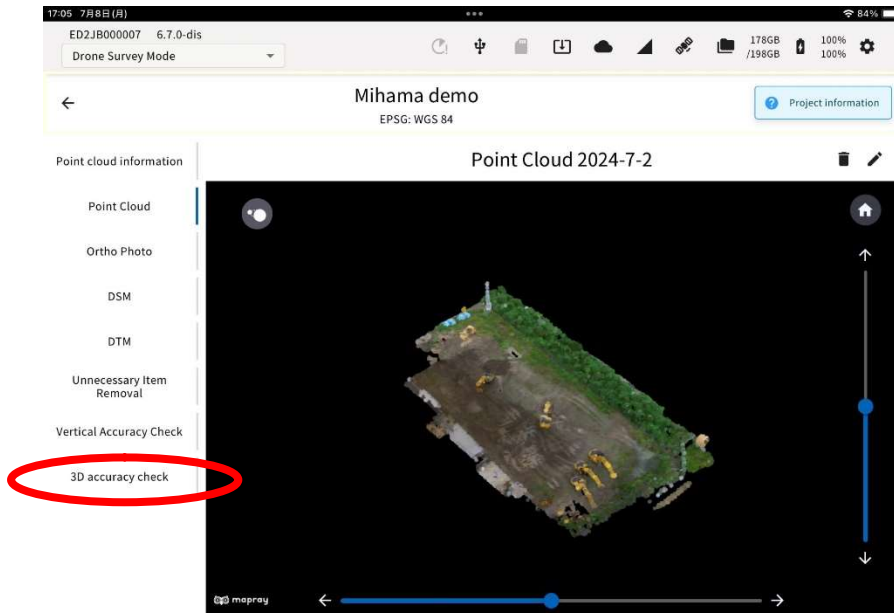 17:05 7月8日(月)
84%
ED2JB000007 6.7.0-dis
Drone Survey Mode
178GB
/198GB
100%
100%
Mihama demo
EPSG: WGS 84
Project information
Point cloud information
Point Cloud 2024-7-2
Point Cloud
Ortho Photo
DSM
DTM
Unnecessary Item
Removal
Vertical Accuracy Check
3D accuracy check
mapray